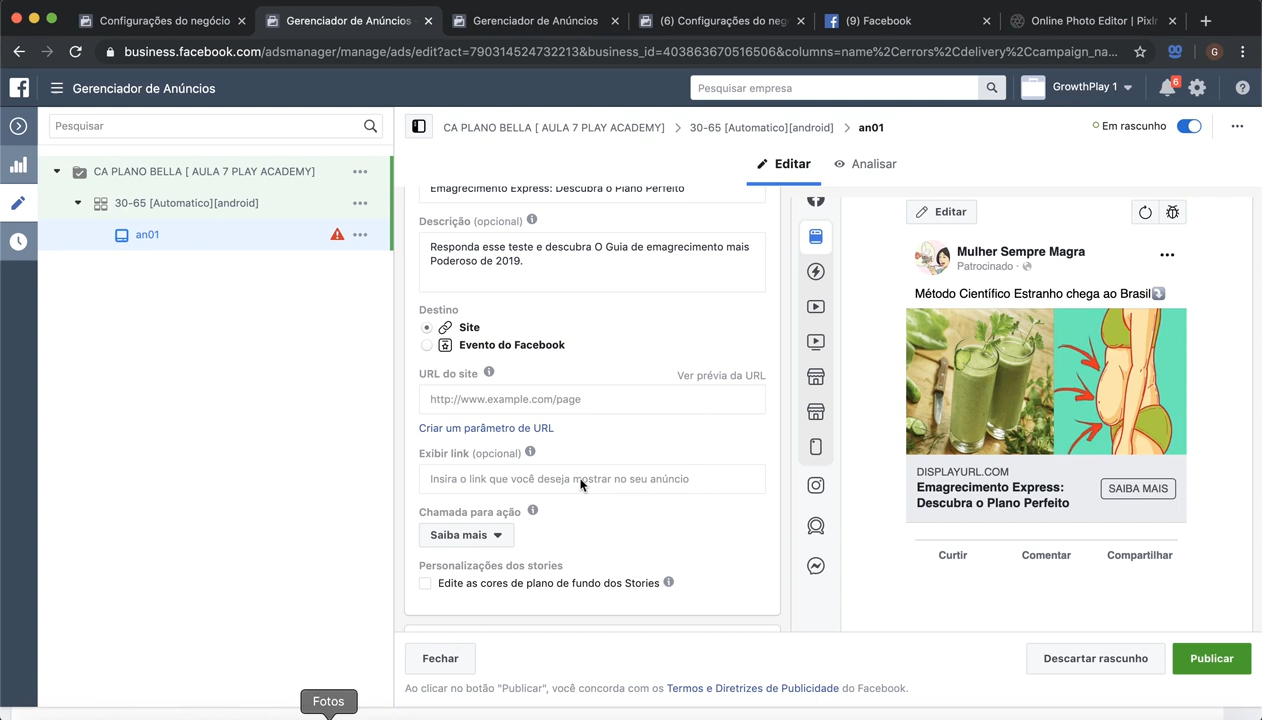 Configurações do negócio
Gerenciador de Anúncios
Gerenciador de Anúncios
(6) Configurações do neg
(9) Facebook
Online Photo Editor | Pixlr
business.facebook.com/adsmanager/manage/ads/edit?act=790314524732213&business_id=403863670516506&columns=name%2Cerrors%2Cdelivery%2Ccampaign_na...
G
Gerenciador de Anúncios
Pesquisar empresa
GrowthPlay 1
6
Pesquisar
CA PLANO BELLA [ AULA 7 PLAY ACADEMY]
30-65 [Automatico][android]
an01
CA PLANO BELLA [ AULA 7 PLAY ACADEMY] > 30-65 [Automatico][android] > an01
Em rascunho
Editar
Analisar
Emagrecimento Express: Descubra o Plano Perfeito
Descrição (opcional)
Responda esse teste e descubra O Guia de emagrecimento mais
Poderoso de 2019.
Destino
Site
Evento do Facebook
URL do site
Ver prévia da URL
http://www.example.com/page
Criar um parâmetro de URL
Exibir link (opcional)
Insira o link que você deseja mostrar no seu anúncio
Chamada para ação
Saiba mais
Personalizações dos stories
Edite as cores de plano de fundo dos Stories
Editar
Mulher Sempre Magra
Patrocinado ·
Método Científico Estranho chega ao Brasil
DISPLAYURL.COM
Emagrecimento Express:
Descubra o Plano Perfeito
SAIBA MAIS
Curtir
Comentar
Compartilhar
Fechar
Descartar rascunho
Publicar
Ao clicar no botão "Publicar", você concorda com os Termos e Diretrizes de Publicidade do Facebook.
Fotos